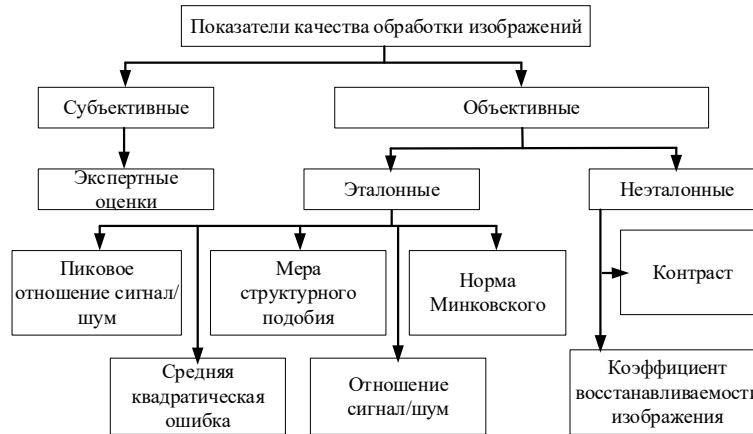 Показатели качества обработки изображений
Субъективные
Объективные
Экспертные
оценки
Эталонные
Неэталонные
Пиковое
отношение сигнал/
шум
Мера
структурного
подобия
Норма
Минковского
Контраст
Средняя
квадратическая
ошибка
Отношение
сигнал/шум
Коэффициент
восстанавливаемости
изображения